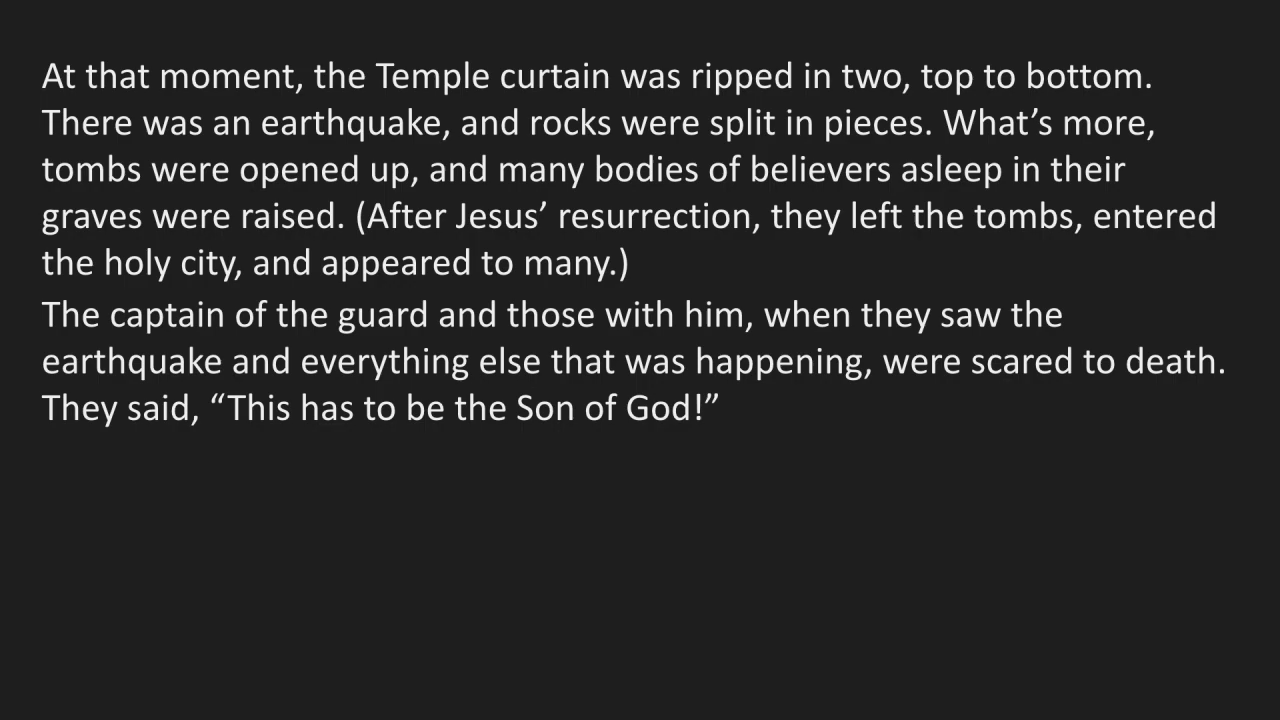 At that moment, the Temple curtain was ripped in two, top to bottom.
There was an earthquake, and rocks were split in pieces. What’s more,
tombs were opened up, and many bodies of believers asleep in their
graves were raised. (After Jesus’ resurrection, they left the tombs, entered
the holy city, and appeared to many.)
The captain of the guard and those with him, when they saw the
earthquake and everything else that was happening, were scared to death.
They said, “This has to be the Son of God!”